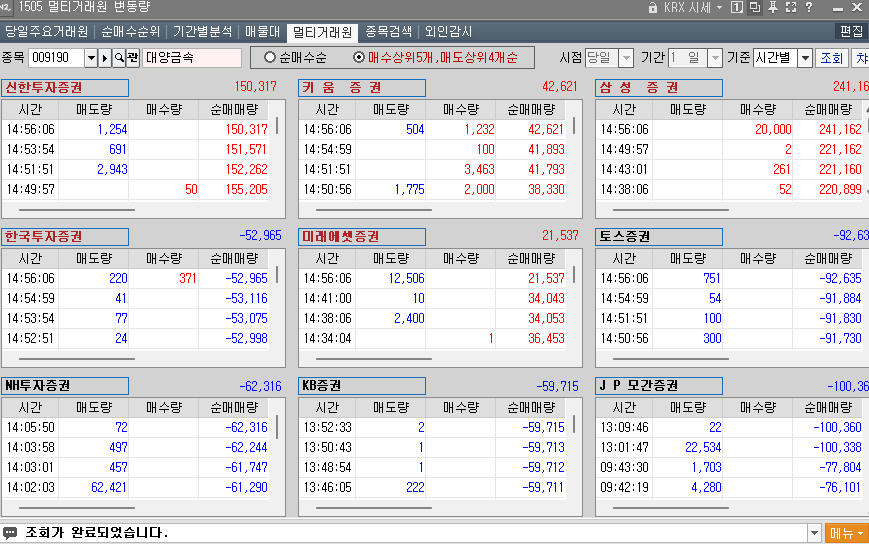 1505 멀티거래원 변동량 KRX 시세 1 ?
당일주요거래원 순매수순위 기간별분석 매물대 멀티거래원 종목검색 외인감시 편집
종목 009190 관 대양금속 순매수순 매수상위5개,매도상위4개순 시점 당일 기간 1 일 기준 시간별 조회 차
신한투자증권 150,317 키 움 증 권 42,621 삼 성 증 권 241,16
시간 매도량 매수량 순매매량 시간 매도량 매수량 순매매량 시간 매도량 매수량 순매매량
14:56:06 1,254 150,317 14:56:06 504 1,232 42,621 14:56:06 20,000 241,162
14:53:54 691 151,571 14:54:59 100 41,893 14:49:57 2 221,162
14:51:51 2,943 152,262 14:51:51 3,463 41,793 14:43:01 261 221,160
14:49:57 50 155,205 14:50:56 1,775 2,000 38,330 14:38:06 52 220,899
한국투자증권 -52,965 미래에셋증권 21,537 토스증권 -92,63
시간 매도량 매수량 순매매량 시간 매도량 매수량 순매매량 시간 매도량 매수량 순매매량
14:56:06 220 371 -52,965 14:56:06 12,506 21,537 14:56:06 751 -92,635
14:54:59 41 -53,116 14:41:00 10 34,043 14:54:59 54 -91,884
14:53:54 77 -53,075 14:38:06 2,400 34,053 14:51:51 100 -91,830
14:52:51 24 -52,998 14:34:04 1 36,453 14:50:56 300 -91,730
NH투자증권 -62,316 KB증권 -59,715 J P 모간증권 -100,36
시간 매도량 매수량 순매매량 시간 매도량 매수량 순매매량 시간 매도량 매수량 순매매량
14:05:50 72 -62,316 13:52:33 2 -59,715 13:09:46 22 -100,360
14:03:58 497 -62,244 13:50:43 1 -59,713 13:01:47 22,534 -100,338
14:03:01 457 -61,747 13:48:54 1 -59,712 09:43:30 1,703 -77,804
14:02:03 62,421 -61,290 13:46:05 222 -59,711 09:42:19 4,280 -76,101
조회가 완료되었습니다. 메뉴